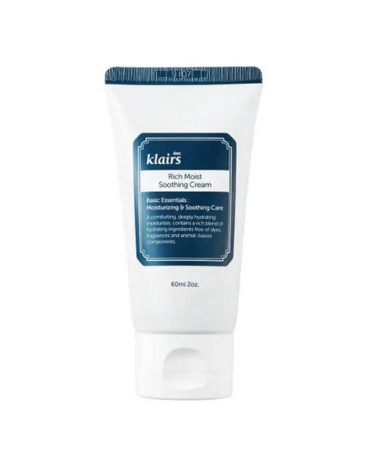 klairs
Rich Moist
Soothing Cream
Basic Essentials :
Moisturizing & Soothing Care
A comforting, deeply hydrating
moisturizer, contains a rich blend of
hydrating ingredients free of dyes,
fragrances and animal-based
components
60ml 2oz.